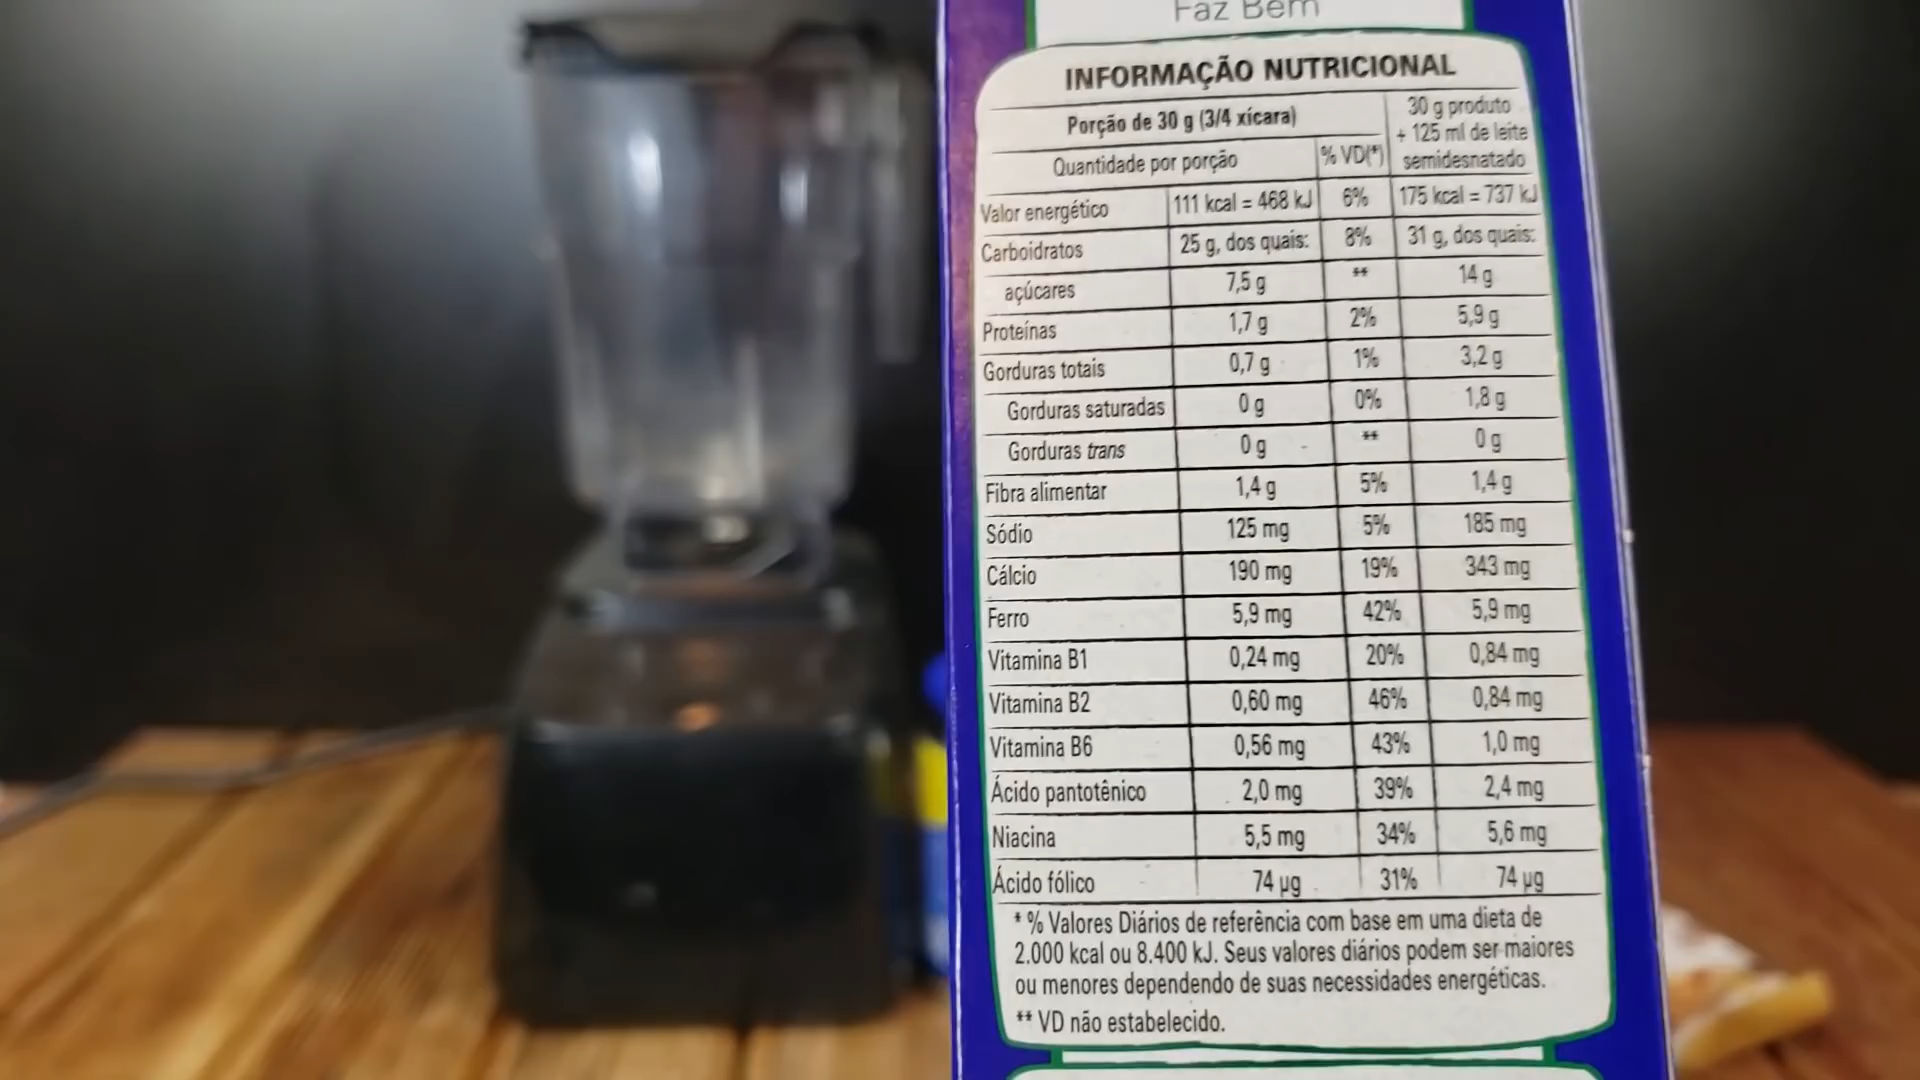 Faz Bem
INFORMAÇÃO NUTRICIONAL
Porção de 30 g (3/4 xícara)
30 g produto
+ 125 ml de leite
semidesnatado
Quantidade por porção
% VD(*)
Valor energético 111 kcal = 468 kJ 6% 175 kcal = 737 kJ
Carboidratos 25 g, dos quais: 8% 31 g, dos quais:
açúcares 7,5 g ** 14 g
Proteínas 1,7 g 2% 5,9 g
Gorduras totais 0,7 g 1% 3,2 g
Gorduras saturadas 0 g 0% 1,8 g
Gorduras trans 0 g ** 0 g
Fibra alimentar 1,4 g 5% 1,4 g
Sódio 125 mg 5% 185 mg
Cálcio 190 mg 19% 343 mg
Ferro 5,9 mg 42% 5,9 mg
Vitamina B1 0,24 mg 20% 0,84 mg
Vitamina B2 0,60 mg 46% 0,84 mg
Vitamina B6 0,56 mg 43% 1,0 mg
Ácido pantotênico 2,0 mg 39% 2,4 mg
Niacina 5,5 mg 34% 5,6 mg
Ácido fólico 74 µg 31% 74 µg
* % Valores Diários de referência com base em uma dieta de
2.000 kcal ou 8.400 kJ. Seus valores diários podem ser maiores
ou menores dependendo de suas necessidades energéticas.
** VD não estabelecido.